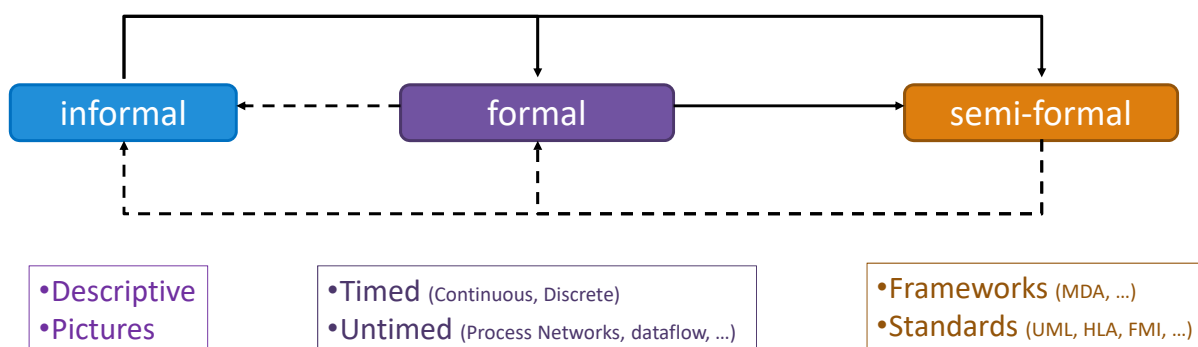 informal
formal
semi-formal
•Descriptive
•Pictures
•Timed (Continuous, Discrete)
•Untimed (Process Networks, dataflow, …)
•Frameworks (MDA, …)
•Standards (UML, HLA, FMI, …)